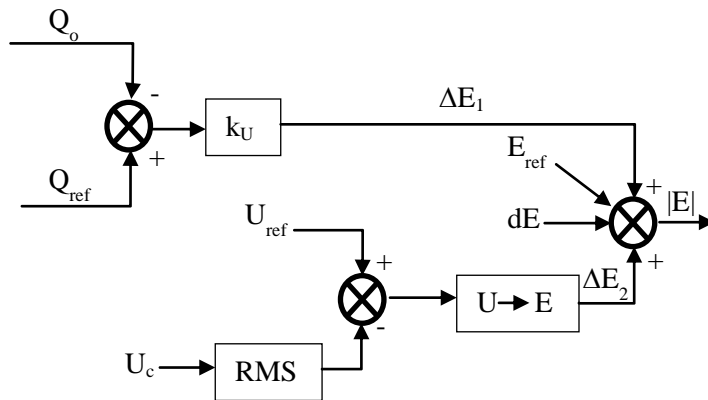 Qo
-
kU
ΔE1
+
Qref
Eref
+
|E|
dE
Uref
+
+
ΔE2
U E
-
Uc
RMS